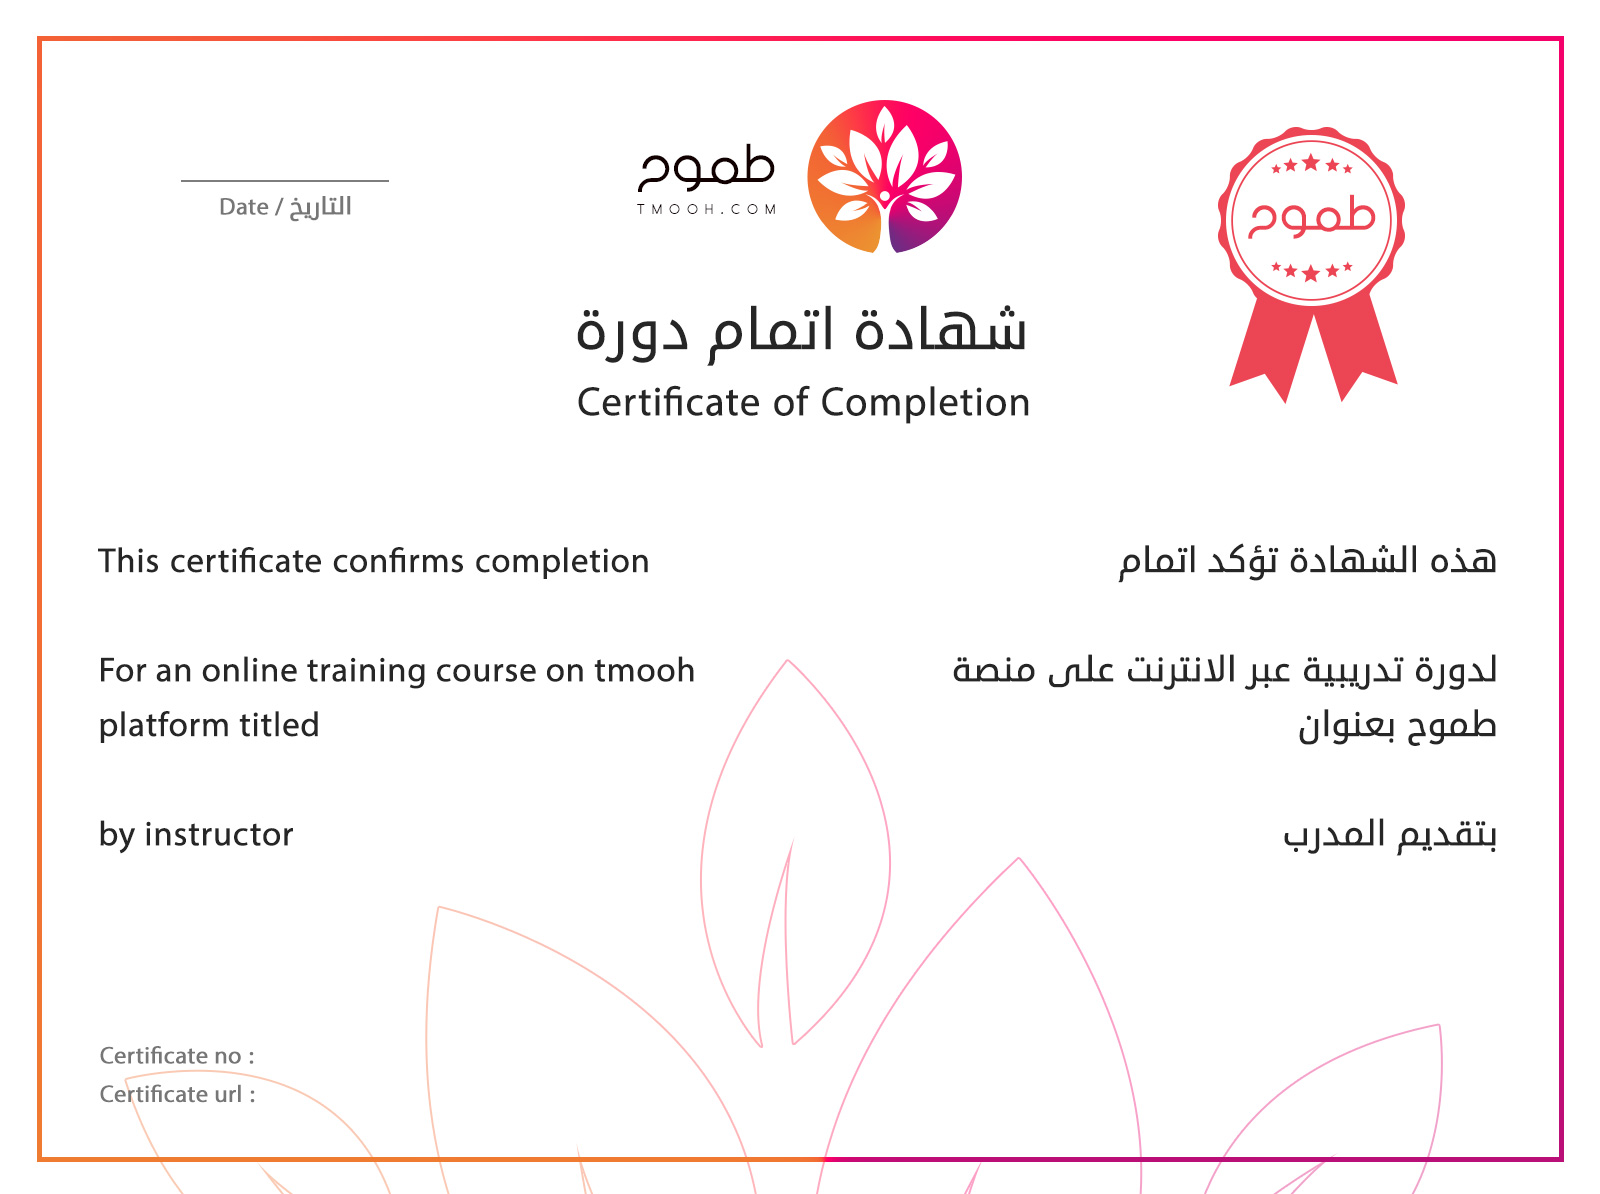 طموح
TMOOH.COM
طموح
Date / التاريخ
شهادة اتمام دورة
Certificate of Completion
This certificate confirms completion
هذه الشهادة تؤكد اتمام
For an online training course on tmooh
platform titled
لدورة تدريبية عبر الانترنت على منصة
طموح بعنوان
by instructor
بتقديم المدرب
Certificate no :
Certificate url :